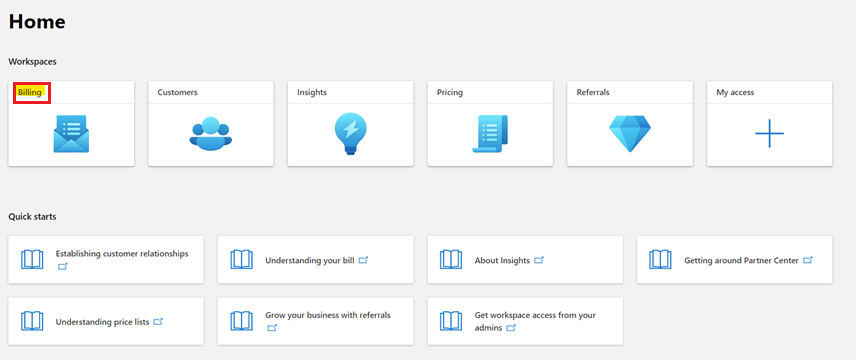 Home
Workspaces
Billing
Customers
Insights
Pricing
Referrals
My access
Quick starts
Establishing customer relationships
Understanding your bill
About Insights
Getting around Partner Center
Understanding price lists
Grow your business with referrals
Get workspace access from your
admins